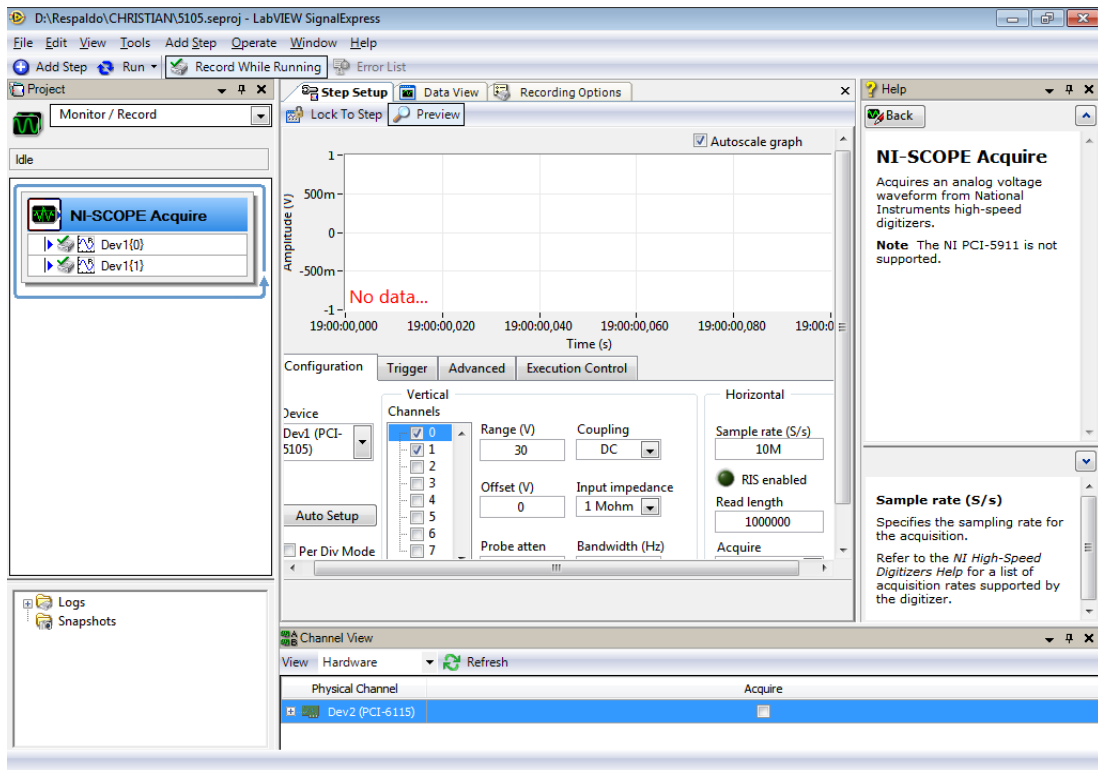 D:\Respaldo\CHRISTIAN\5105.seproj - LabVIEW SignalExpress
File Edit View Tools Add Step Operate Window Help
Add Step Run Record While Running Error List
Project
Monitor / Record
Idle
NI-SCOPE Acquire
Dev1{0}
Dev1{1}
Logs
Snapshots
Step Setup Data View Recording Options
Lock To Step Preview
Autoscale graph
Amplitude (V)
1
500m
0
-500m
-1
No data...
19:00:00,000 19:00:00,020 19:00:00,040 19:00:00,060 19:00:00,080 19:00:0
Time (s)
Configuration Trigger Advanced Execution Control
Device
Dev1 (PCI-
5105)
Auto Setup
Per Div Mode
Vertical
Channels
0
1
2
3
4
5
6
7
Range (V)
30
Coupling
DC
Offset (V)
0
Input impedance
1 Mohm
Probe atten
Bandwidth (Hz)
Horizontal
Sample rate (S/s)
10M
RIS enabled
Read length
1000000
Acquire
Help
Back
NI-SCOPE Acquire
Acquires an analog voltage
waveform from National
Instruments high-speed
digitizers.
Note The NI PCI-5911 is not
supported.
Sample rate (S/s)
Specifies the sampling rate for
the acquisition.
Refer to the NI High-Speed
Digitizers Help for a list of
acquisition rates supported by
the digitizer.
Channel View
View Hardware Refresh
Physical Channel Acquire
Dev2 (PCI-6115)